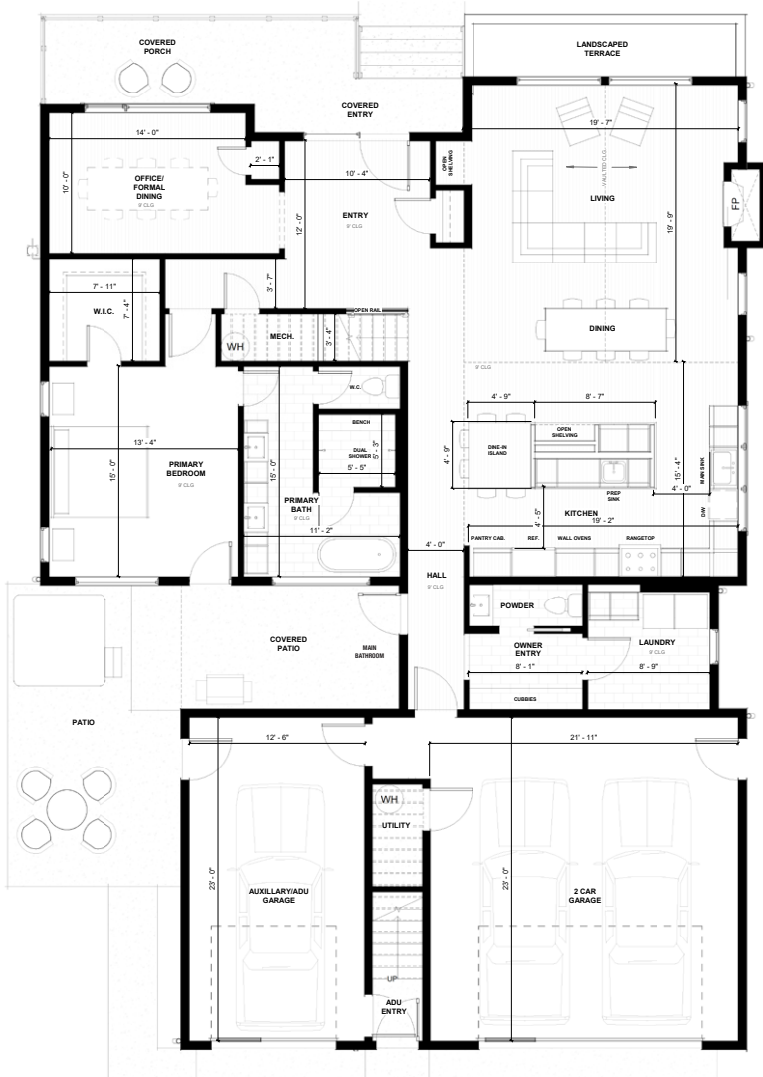 COVERED
PORCH
LANDSCAPED
TERRACE
COVERED
ENTRY
19' - 7"
14' - 0"
2' - 1"
10' - 4"
OPEN
SHELVING
VAULTED CLG
10' - 0"
OFFICE/
FORMAL
DINING
9' CLG
LIVING
FP
ENTRY
9' CLG
12' - 0"
19' - 9"
7' - 11"
3' - 7"
W.I.C.
7' - 4"
OPEN RAIL
MECH.
3' - 4"
WH
DINING
9' CLG
W.C.
4' - 9"
8' - 7"
BENCH
OPEN
SHELVING
13' - 4"
15' - 0"
PRIMARY
BEDROOM
9' CLG
15' - 0"
DUAL
SHOWER
5' - 3"
5' - 5"
4' - 9"
DINE-IN
ISLAND
15' - 4"
MAIN SINK
PRIMARY
BATH
9' CLG
PREP
SINK
4' - 0"
4' - 5"
KITCHEN
D/W
11' - 2"
19' - 2"
PANTRY CAB.
REF.
WALL OVENS
RANGETOP
4' - 0"
HALL
9' CLG
POWDER
COVERED
PATIO
MAIN
BATHROOM
OWNER
ENTRY
LAUNDRY
9' CLG
8' - 1"
8' - 9"
CUBBIES
PATIO
12' - 6"
21' - 11"
WH
UTILITY
23' - 0"
AUXILLARY/ADU
GARAGE
23' - 0"
2 CAR
GARAGE
UP
ADU
ENTRY